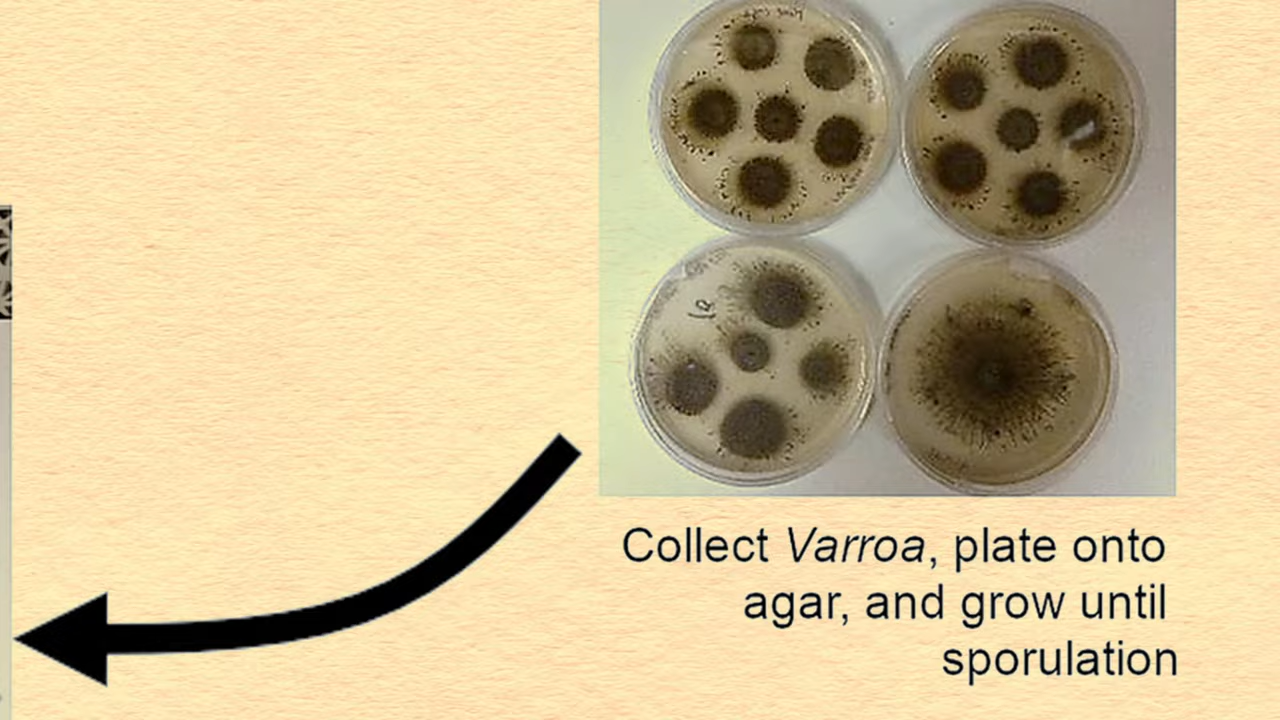 Collect Varroa, plate onto
agar, and grow until
sporulation